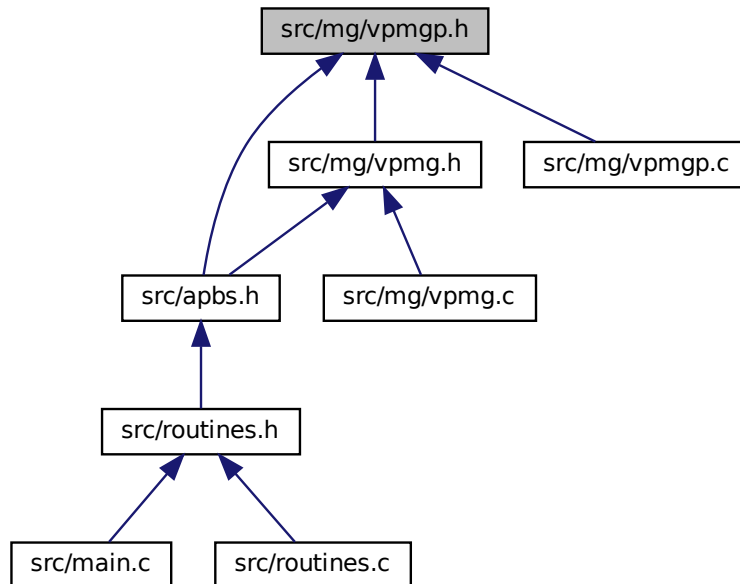 src/mg/vpmgp.h
src/mg/vpmg.h
src/mg/vpmgp.c
src/apbs.h
src/mg/vpmg.c
src/routines.h
src/main.c
src/routines.c